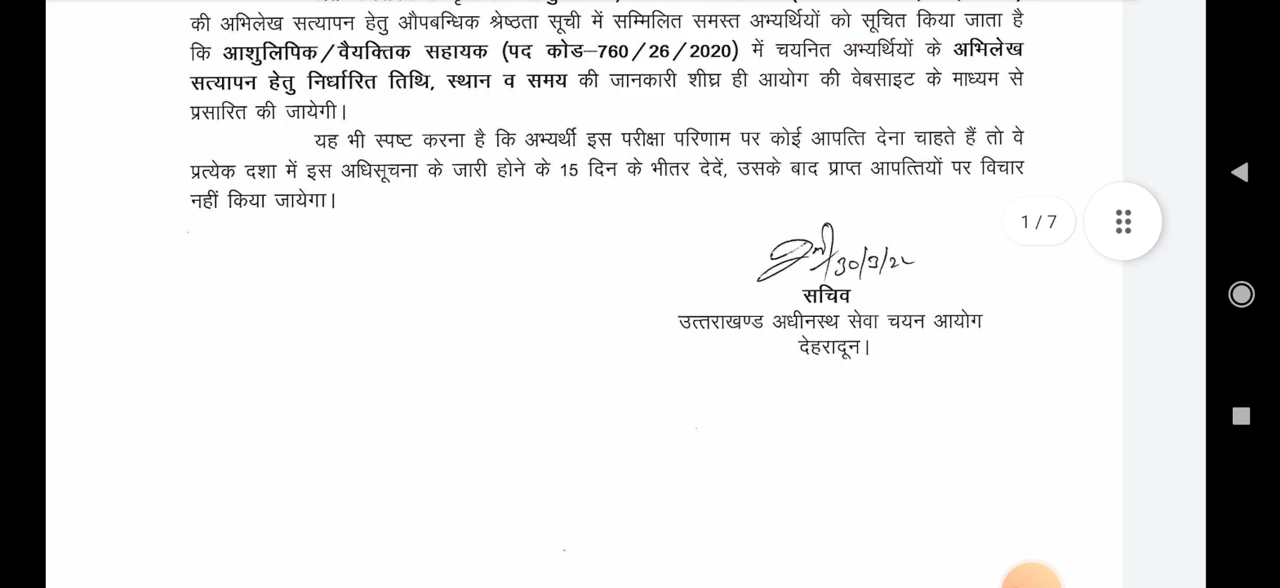 की अभिलेख सत्यापन हेतु औपबन्धिक श्रेष्ठता सूची में सम्मिलित समस्त अभ्यर्थियों को सूचित किया जाता है
कि आशुलिपिक/वैयक्तिक सहायक (पद कोड–760/26/2020) में चयनित अभ्यर्थियों के अभिलेख
सत्यापन हेतु निर्धारित तिथि, स्थान व समय की जानकारी शीघ्र ही आयोग की वेबसाइट के माध्यम से
प्रसारित की जायेगी।
यह भी स्पष्ट करना है कि अभ्यर्थी इस परीक्षा परिणाम पर कोई आपत्ति देना चाहते हैं तो वे
प्रत्येक दशा में इस अधिसूचना के जारी होने के 15 दिन के भीतर देदें, उसके बाद प्राप्त आपत्तियों पर विचार
नहीं किया जायेगा।
1/7
सचिव
उत्तराखण्ड अधीनस्थ सेवा चयन आयोग
देहरादून।